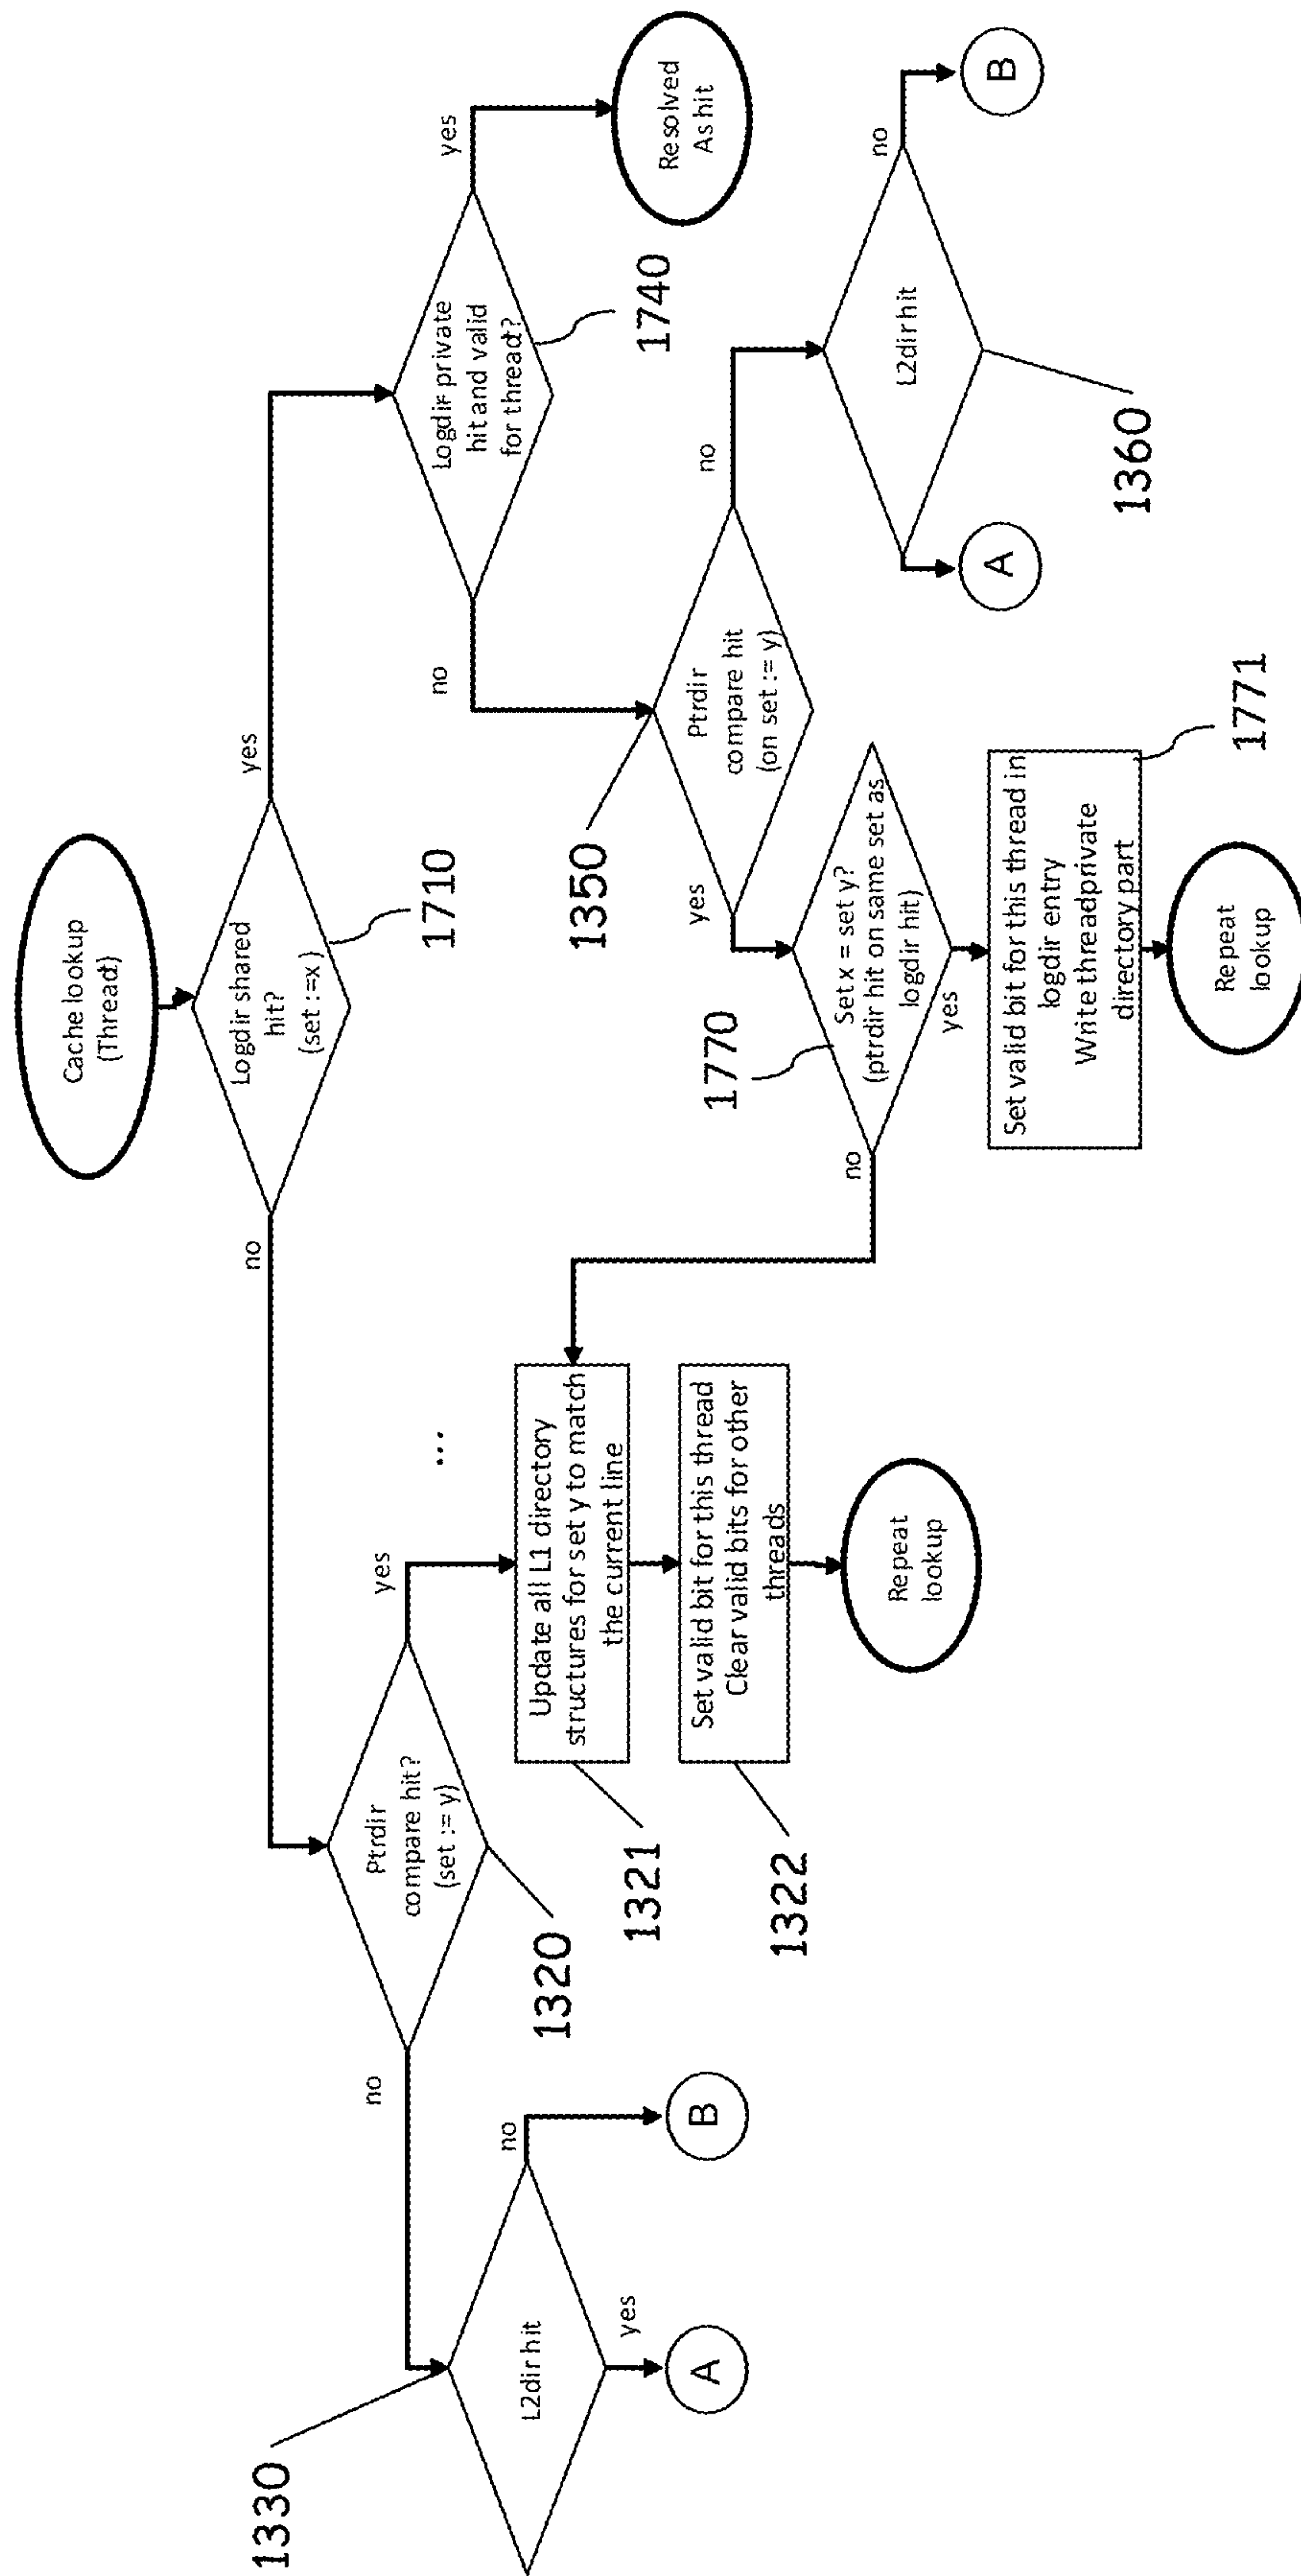 Cache lookup
(Thread)
Logdir shared
hit?
(set :=x )
1710
no
yes
Logdir private
hit and valid
for thread?
1740
yes
Resolved
As hit
no
Ptrdir
compare hit
(on set := y)
1350
no
L2dir hit
1360
no
B
A
yes
Set x = set y?
(ptrdir hit on same set as
logdir hit)
1770
yes
Set valid bit for this thread in
logdir entry
Write threadprivate
directory part
1771
Repeat
lookup
no
Ptrdir
compare hit?
(set := y)
1320
yes
...
Update all L1 directory
structures for set y to match
the current line
1321
Set valid bit for this thread
Clear valid bits for other
threads
1322
Repeat
lookup
no
L2dir hit
1330
no
B
yes
A